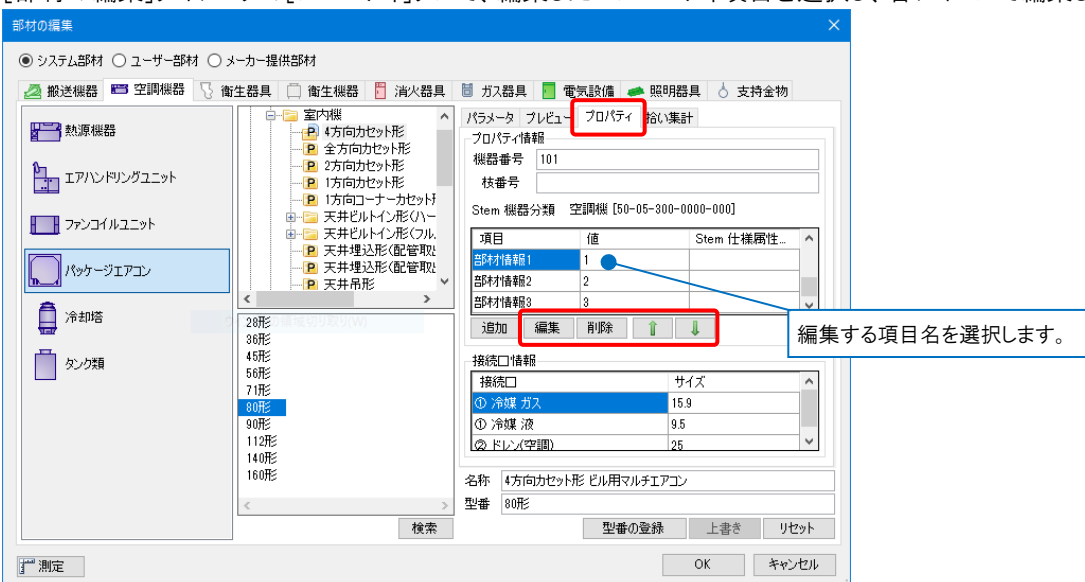 部材の編集
システム部材 ユーザー部材 メーカー提供部材
搬送機器 空調機器 衛生器具 衛生機器 消火器具 ガス器具 電気設備 照明器具 支持金物
熱源機器
エアハンドリングユニット
ファンコイルユニット
パッケージエアコン
冷却塔
タンク類
室内機
4方向カセット形
全方向カセット形
2方向カセット形
1方向カセット形
1方向コーナーカセット形
天井ビルトイン形(ハー
天井ビルトイン形(フル
天井埋込形(配管取出
天井埋込形(配管取出
天井吊形
28形
36形
45形
56形
71形
80形
90形
112形
140形
160形
検索
パラメータ プレビュー プロパティ 拾い集計
プロパティ情報
機器番号 101
枝番号
Stem 機器分類 空調機 [50-05-300-0000-000]
項目 値 Stem 仕様属性...
部材情報1 1
部材情報2 2
部材情報3 3
追加 編集 削除
編集する項目名を選択します。
接続口情報
接続口 サイズ
① 冷媒 ガス 15.9
① 冷媒 液 9.5
② ドレン(空調) 25
名称 4方向カセット形 ビル用マルチエアコン
型番 80形
型番の登録 上書き リセット
測定
OK キャンセル